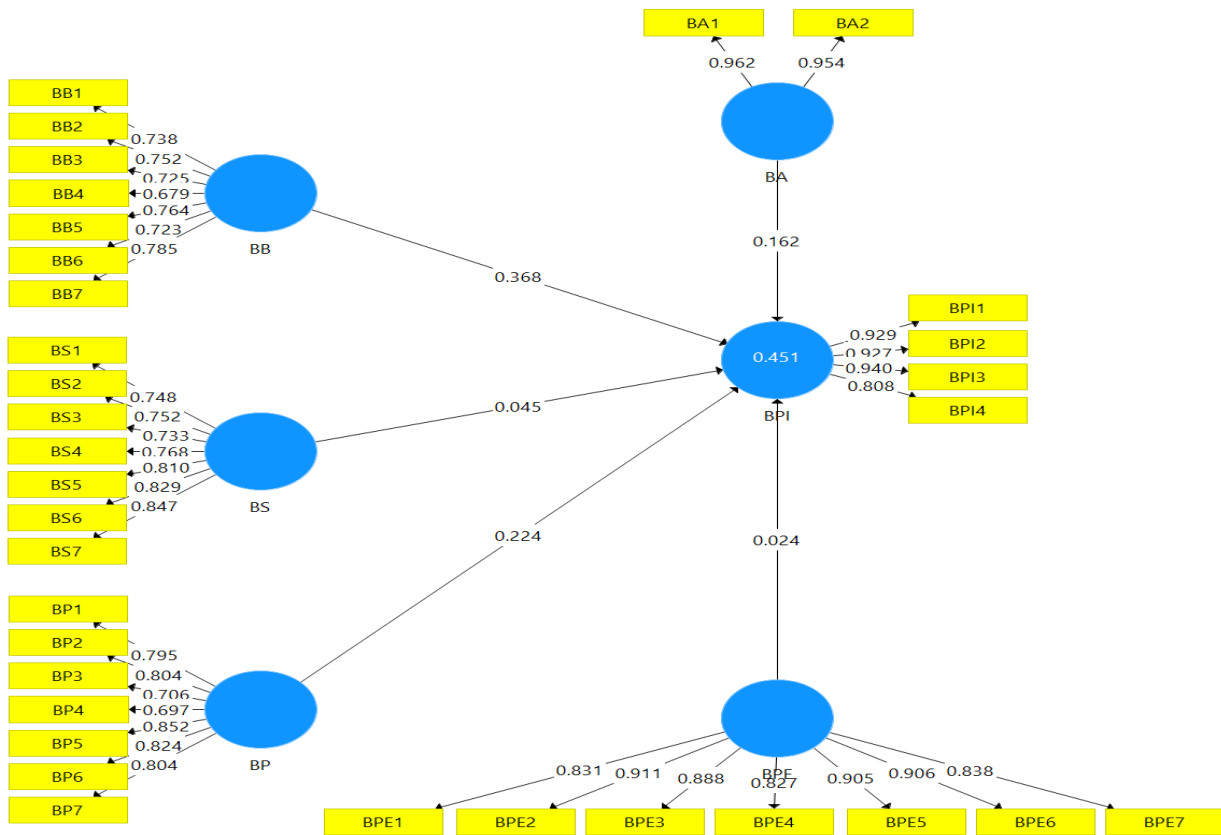 BA1
BA2
0.962
0.954
BA
0.162
BB1
BB2
BB3
BB4
BB5
BB6
BB7
0.738
0.752
0.725
0.679
0.764
0.723
0.785
BB
0.368
BS1
BS2
BS3
BS4
BS5
BS6
BS7
0.748
0.752
0.733
0.768
0.810
0.829
0.847
BS
0.045
0.451
BPI
0.929
0.927
0.940
0.808
BPI1
BPI2
BPI3
BPI4
BP1
BP2
BP3
BP4
BP5
BP6
BP7
0.795
0.804
0.706
0.697
0.852
0.824
0.804
BP
0.224
0.024
BPE
0.831
0.911
0.888
0.827
0.905
0.906
0.838
BPE1
BPE2
BPE3
BPE4
BPE5
BPE6
BPE7